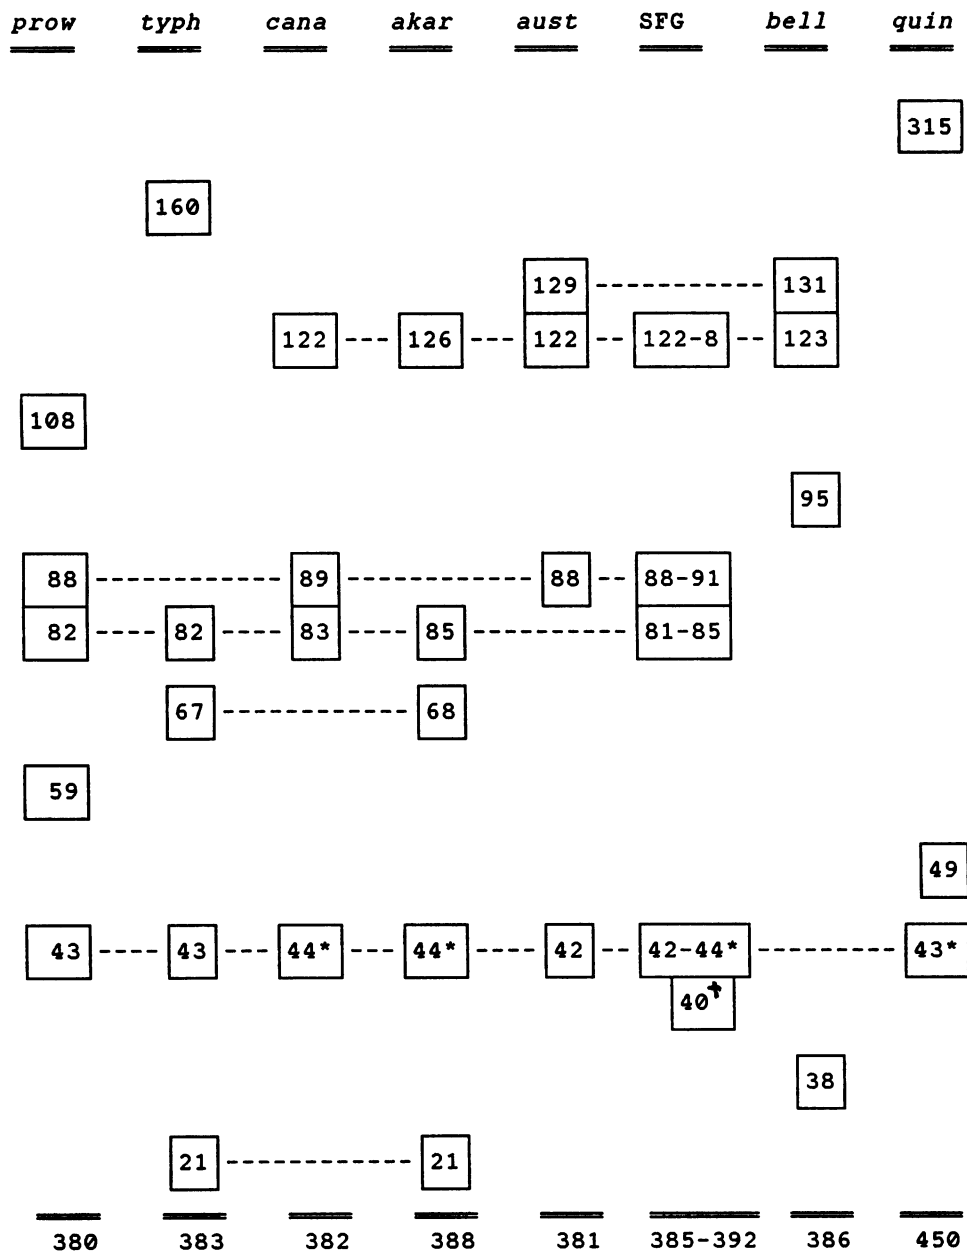 prow typh cana akar aust SFG bell quin
315
160
129 131
122 126 122 122-8 123
108
95
88 89 88 88-91
82 82 83 85 81-85
67 68
59
49
43 43 44* 44* 42 42-44* 43*
40†
38
21 21
380 383 382 388 381 385-392 386 450